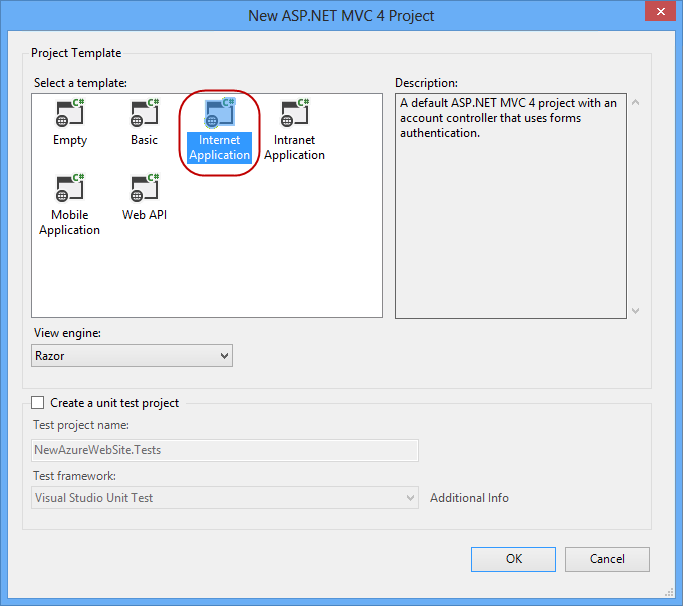 New ASP.NET MVC 4 Project
Project Template
Select a template:
C# C# C# C#
Empty Basic Internet Intranet
Application Application
C# C#
Mobile Web API
Application
Description:
A default ASP.NET MVC 4 project with an
account controller that uses forms
authentication.
View engine:
Razor
Create a unit test project
Test project name:
NewAzureWebSite.Tests
Test framework:
Visual Studio Unit Test
Additional Info
OK Cancel